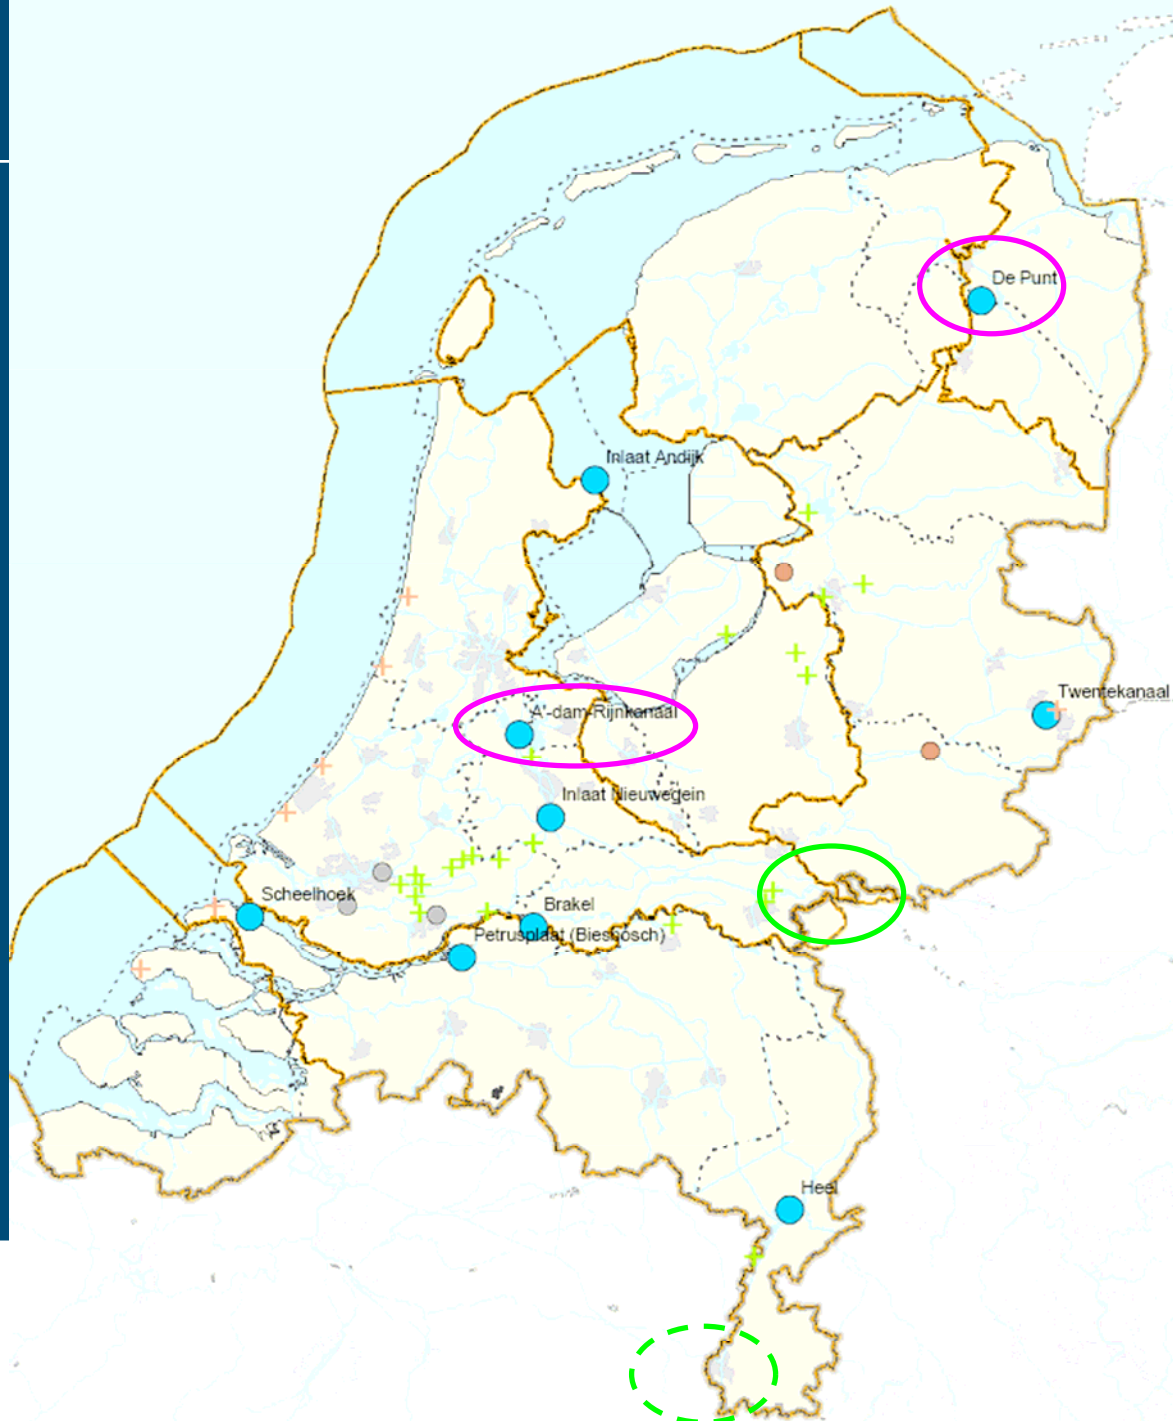 De Punt
Inlaat Andijk
Twentekanaal
A'-dam-Rijnkanaal
Inlaat Nieuwegein
Scheelhoek
Brakel
Petrusplaat (Biesbosch)
Heel